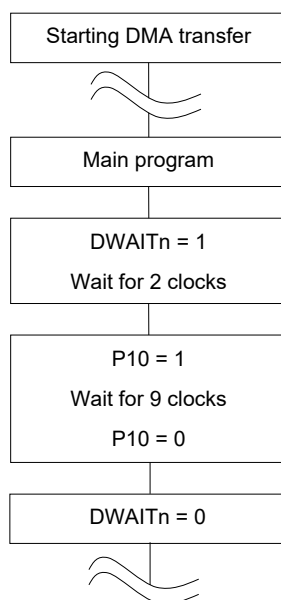 Starting DMA transfer
Main program
DWAITn = 1
Wait for 2 clocks
P10 = 1
Wait for 9 clocks
P10 = 0
DWAITn = 0